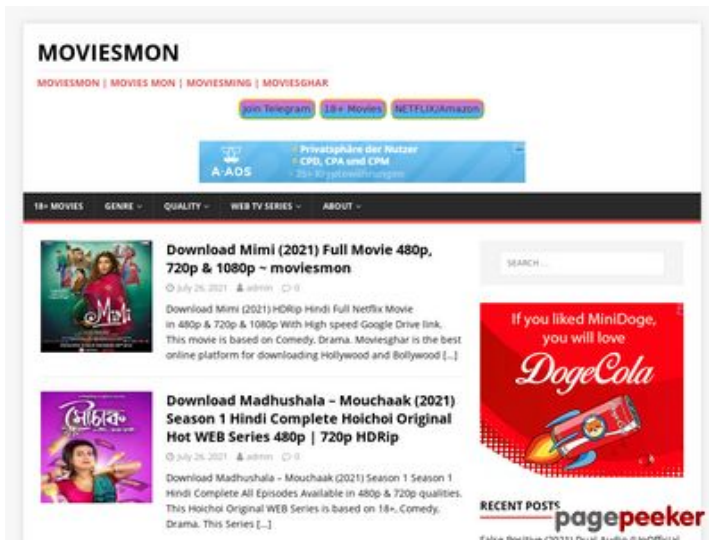 MOVIESMON
MOVIESMON | MOVIES MON | MOVIESMING | MOVIESGHAR
Join Telegram 18+ Movies NETFLIX/Amazon
A-ADS
Privatsphäre der Nutzer
CPD, CPA und CPM
18+ MOVIES GENRE QUALITY WEB TV SERIES ABOUT
Mimi
Download Mimi (2021) Full Movie 480p,
720p & 1080p ~ moviesmon
July 26, 2021 admin 0
Download Mimi (2021) HDRip Hindi Full Netflix Movie
in 480p & 720p & 1080p With High speed Google Drive link.
This movie is based on Comedy, Drama. Moviesghar is the best
online platform for downloading Hollywood and Bollywood [...]
SEARCH ...
If you liked MiniDoge,
you will love
DogeCola
মৌচাক
Download Madhushala – Mouchaak (2021)
Season 1 Hindi Complete Hoichoi Original
Hot WEB Series 480p | 720p HDRip
July 26, 2021 admin 0
Download Madhushala – Mouchaak (2021) Season 1 Season 1
Hindi Complete All Episodes Available in 480p & 720p qualities.
This Hoichoi Original WEB Series is based on 18+, Comedy,
Drama. This Series [...]
RECENT POSTS
pagepeeker